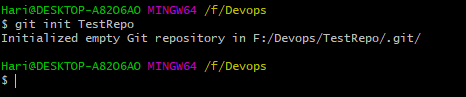 Hari@DESKTOP-A82O6AO MINGW64 /f/Devops
$ git init TestRepo
Initialized empty Git repository in F:/Devops/TestRepo/.git/
Hari@DESKTOP-A82O6AO MINGW64 /f/Devops
$